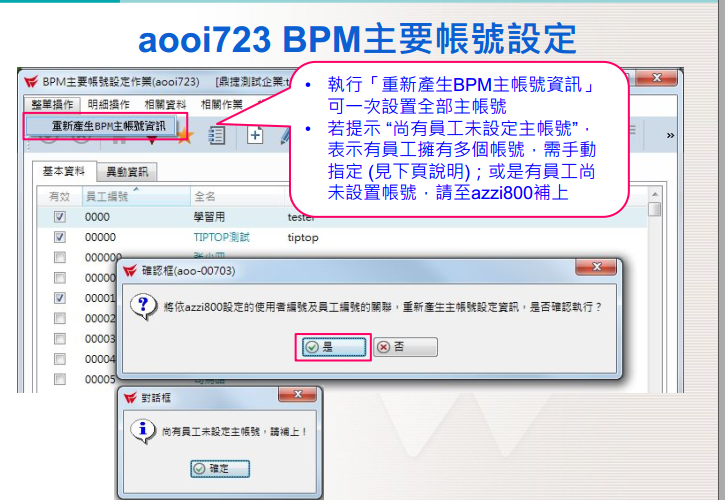 aooi723 BPM主要帳號設定
BPM主要帳號設定作業(aooi723) [鼎捷測試企業:t
整單操作 明細操作 相關資料 相關作業
重新產生BPM主帳號資訊
• 執行「重新產生BPM主帳號資訊」
可一次設置全部主帳號
• 若提示 “尚有員工未設定主帳號”，
表示有員工擁有多個帳號，需手動
指定 (見下頁說明)；或是有員工尚
未設置帳號，請至azzi800補上
»
基本資料 異動資訊
有效 員工編號 全名
0000 學習用 tester
00000 TIPTOP測試 tiptop
000000
00000
00001
00002
00003
00004
00005
確認框(aoo-00703)
將依azzi800設定的使用者編號及員工編號的關聯，重新產生主帳號設定資訊，是否確認執行？
是 否
對話框
尚有員工未設定主帳號，請補上！
確定